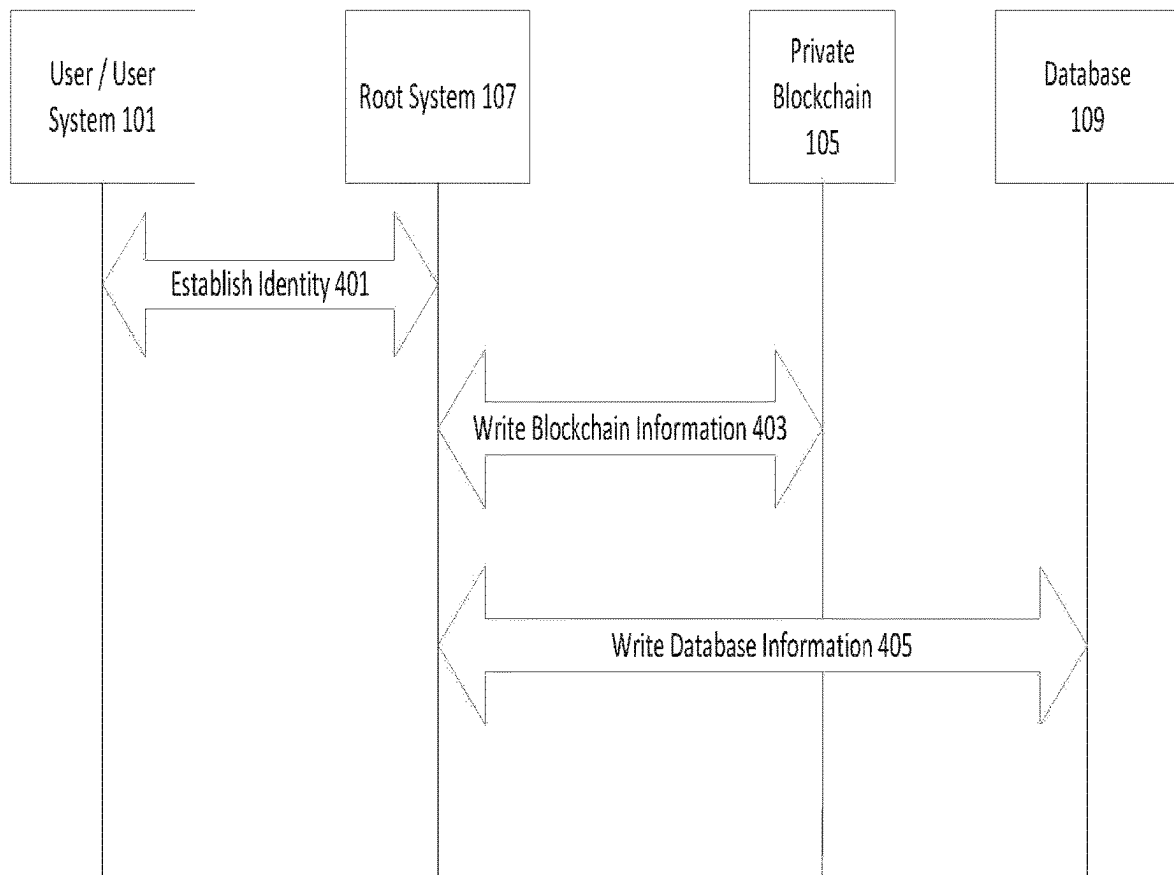 User / User
System 101
Root System 107
Private
Blockchain
105
Database
109
Establish Identity 401
Write Blockchain Information 403
Write Database Information 405